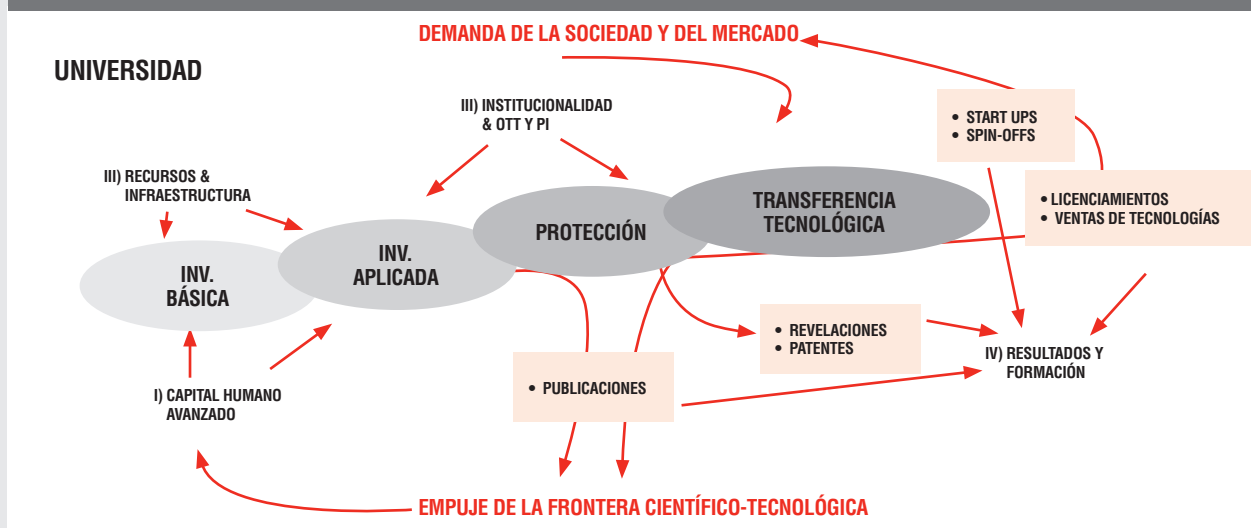 DEMANDA DE LA SOCIEDAD Y DEL MERCADO
UNIVERSIDAD
III) INSTITUCIONALIDAD
& OTT Y PI
• START UPS
• SPIN-OFFS
III) RECURSOS &
INFRAESTRUCTURA
TRANSFERENCIA
TECNOLÓGICA
• LICENCIAMIENTOS
• VENTAS DE TECNOLOGÍAS
PROTECCIÓN
INV.
APLICADA
INV.
BÁSICA
• REVELACIONES
• PATENTES
IV) RESULTADOS Y
FORMACIÓN
• PUBLICACIONES
I) CAPITAL HUMANO
AVANZADO
EMPUJE DE LA FRONTERA CIENTÍFICO-TECNOLÓGICA